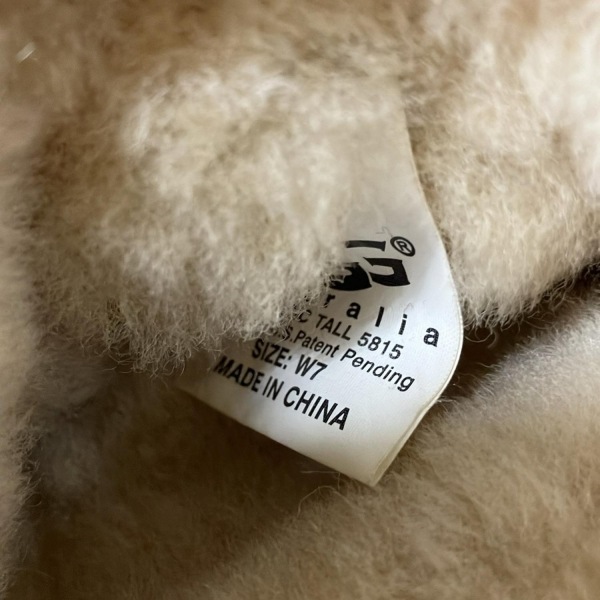 ®
ralia
C TALL 5815
.S.Patent Pending
SIZE: W7
MADE IN CHINA